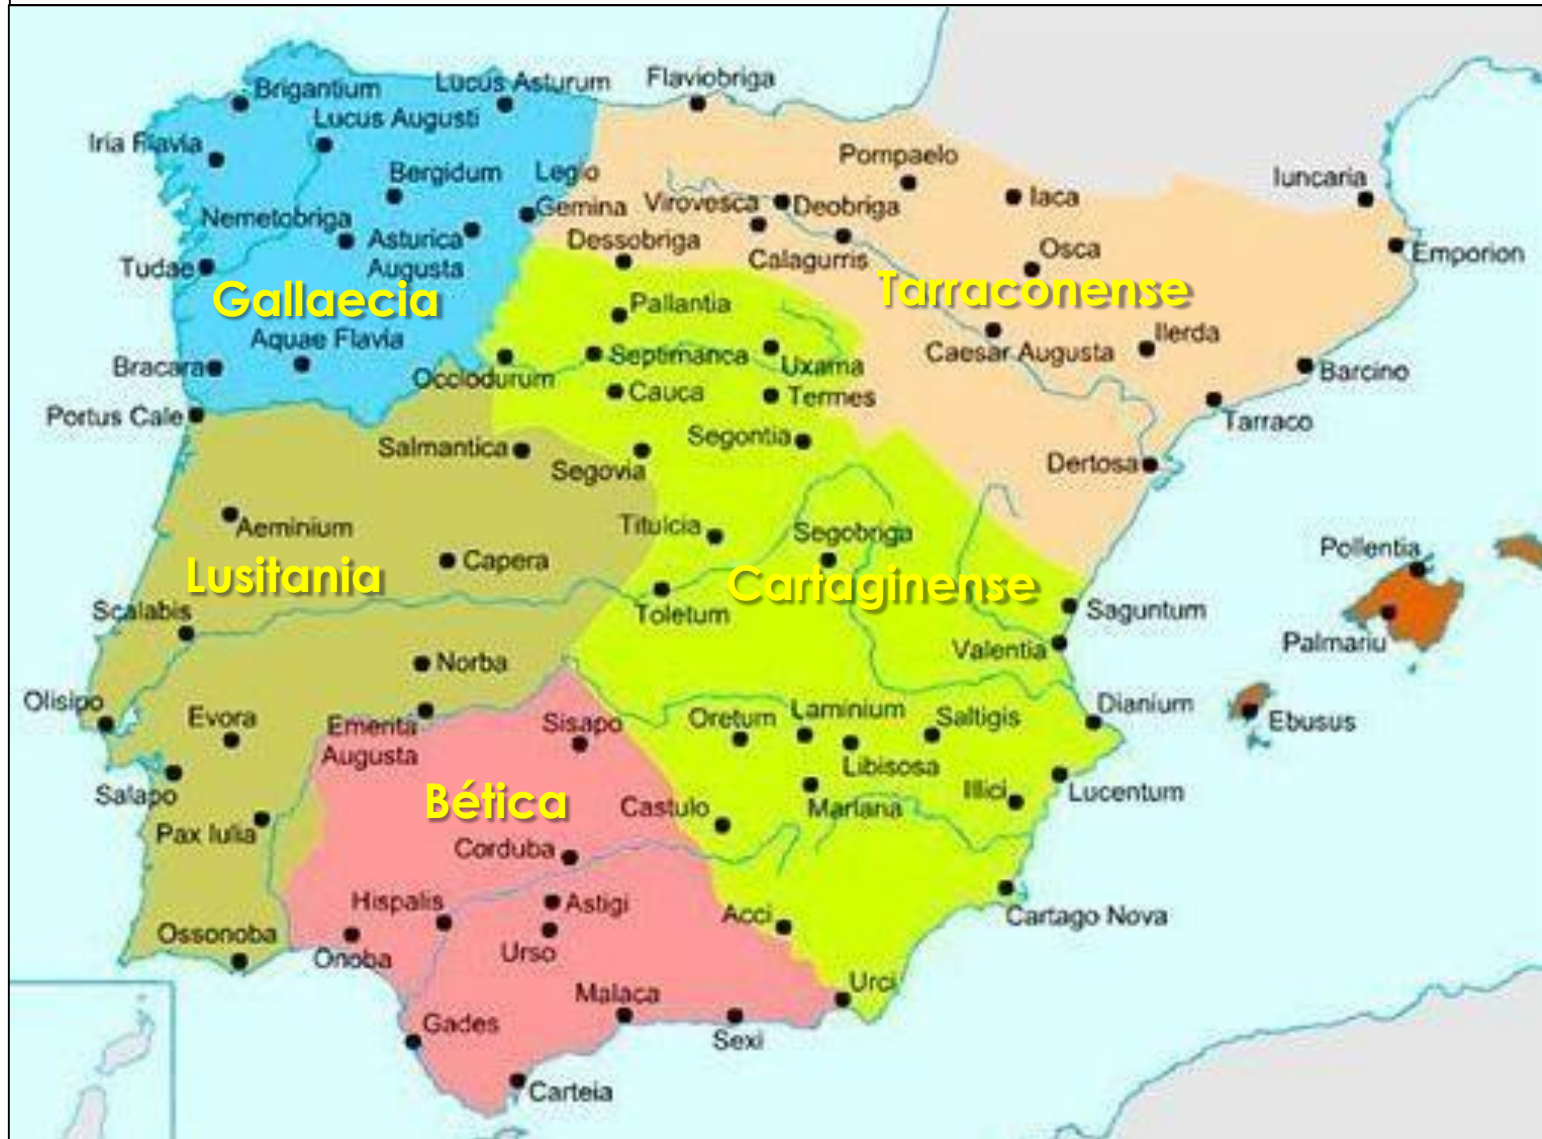 Brigantium
Lucus Asturum
Flaviobriga
Lucus Augusti
Iria Flavia
Bergidum
Legio
Gemina
Pompaelo
Iaca
Iuncaria
Virovesca
Deobriga
Nemetobriga
Asturica
Augusta
Dessobriga
Calagurris
Osca
Emporion
Tudae
Gallaecia
Tarraconense
Pallantia
Aquae Flavia
Septimanca
Uxama
Caesar Augusta
Ilerda
Bracara
Occlodurum
Cauca
Termes
Barcino
Portus Cale
Salmantica
Segovia
Segontia
Tarraco
Dertosa
Aeminium
Titulcia
Segobriga
Capera
Pollentia
Lusitania
Cartaginense
Scalabis
Toletum
Saguntum
Valentia
Palmariu
Norba
Olisipo
Evora
Ementa
Augusta
Sisapo
Oretum
Laminium
Saltigis
Dianium
Ebusus
Libisosa
Salapo
Bética
Castulo
Mariana
Illici
Lucentum
Pax Iulia
Corduba
Hispalis
Astigi
Acci
Cartago Nova
Ossonoba
Onoba
Urso
Malaca
Urci
Gades
Sexi
Carteia